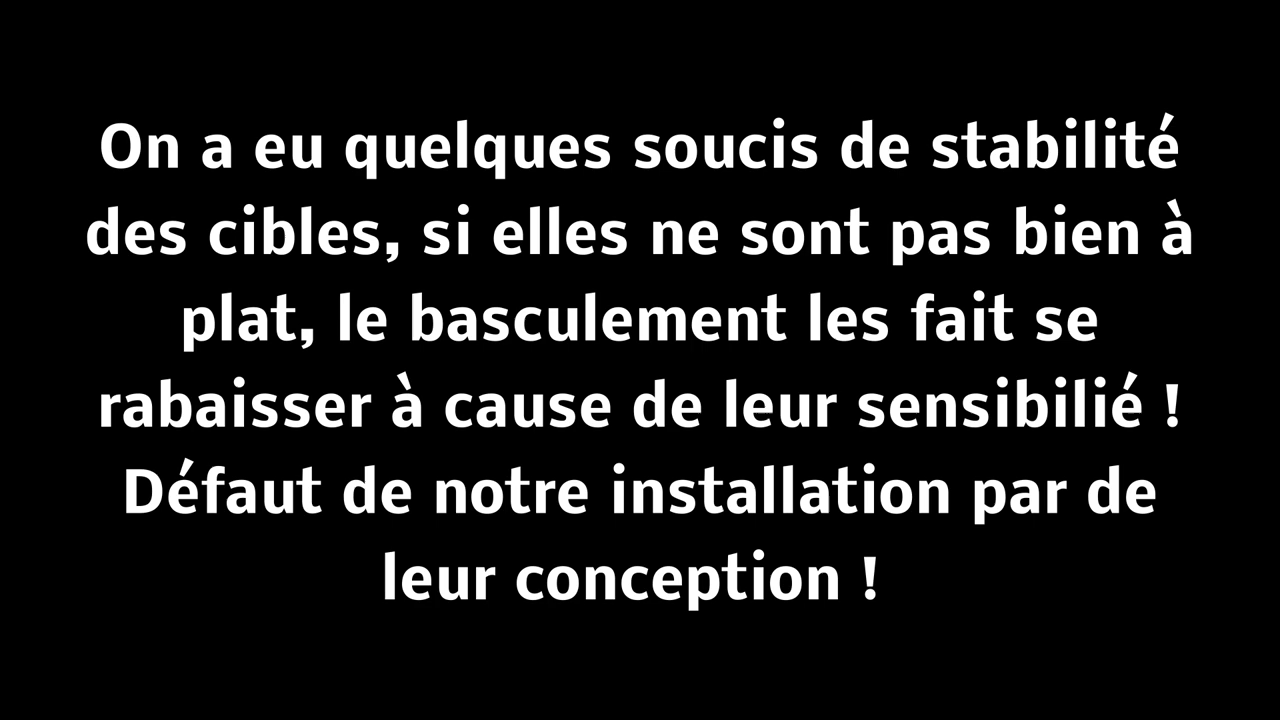 On a eu quelques soucis de stabilité
des cibles, si elles ne sont pas bien à
plat, le basculement les fait se
rabaisser à cause de leur sensibilié !
Défaut de notre installation par de
leur conception !